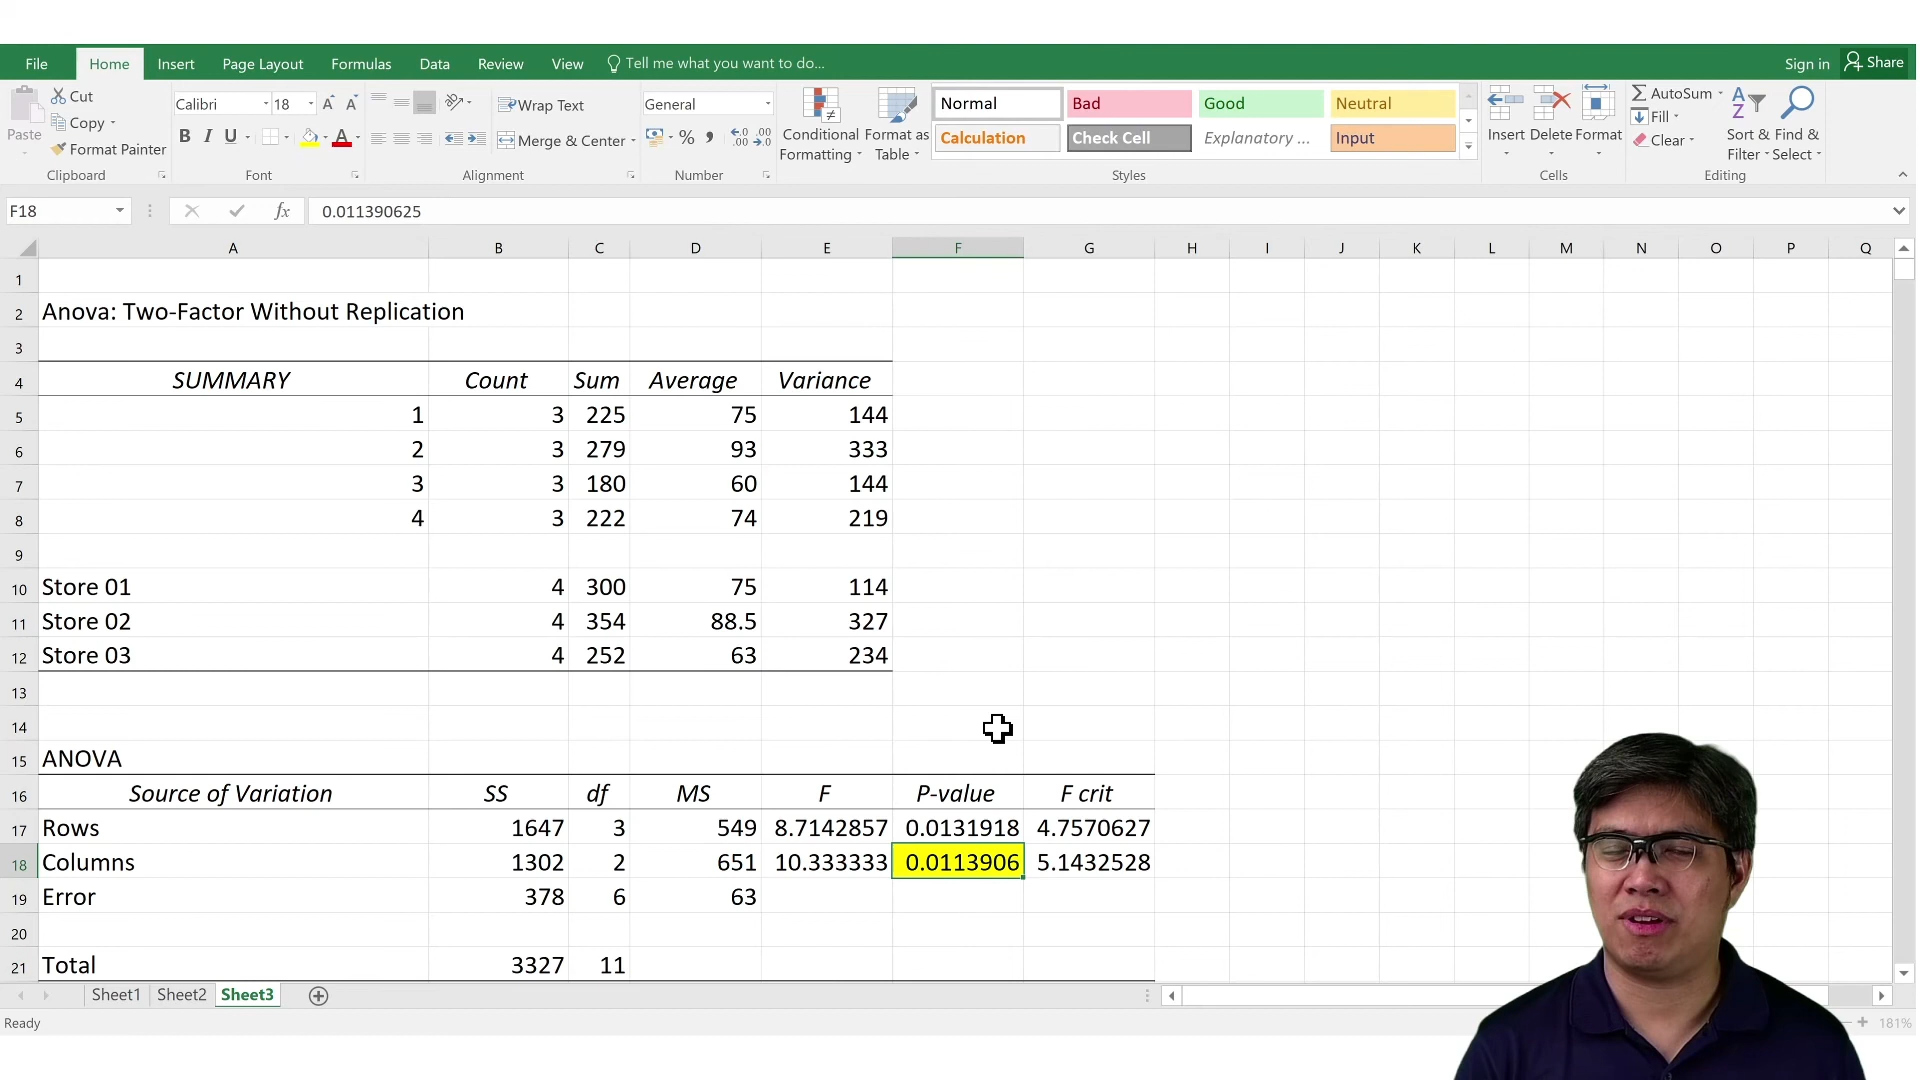 File Home Insert Page Layout Formulas Data Review View Tell me what you want to do... Sign in Share
Paste Cut Copy Format Painter
Clipboard
Calibri 18
B I U A
Font
Wrap Text
Merge & Center
Alignment
General
%
Number
Conditional Formatting
Format as Table
Normal Bad Good Neutral
Calculation Check Cell Explanatory ... Input
Styles
Insert Delete Format
Cells
AutoSum
Fill
Clear
Sort & Filter
Find & Select
Editing
F18 fx 0.011390625
A B C D E F G H I J K L M N O P Q
1
2 Anova: Two-Factor Without Replication
3
4 SUMMARY Count Sum Average Variance
5 1 3 225 75 144
6 2 3 279 93 333
7 3 3 180 60 144
8 4 3 222 74 219
9
10 Store 01 4 300 75 114
11 Store 02 4 354 88.5 327
12 Store 03 4 252 63 234
13
14
15 ANOVA
16 Source of Variation SS df MS F P-value F crit
17 Rows 1647 3 549 8.7142857 0.0131918 4.7570627
18 Columns 1302 2 651 10.333333 0.0113906 5.1432528
19 Error 378 6 63
20
21 Total 3327 11
Sheet1 Sheet2 Sheet3
Ready 181%